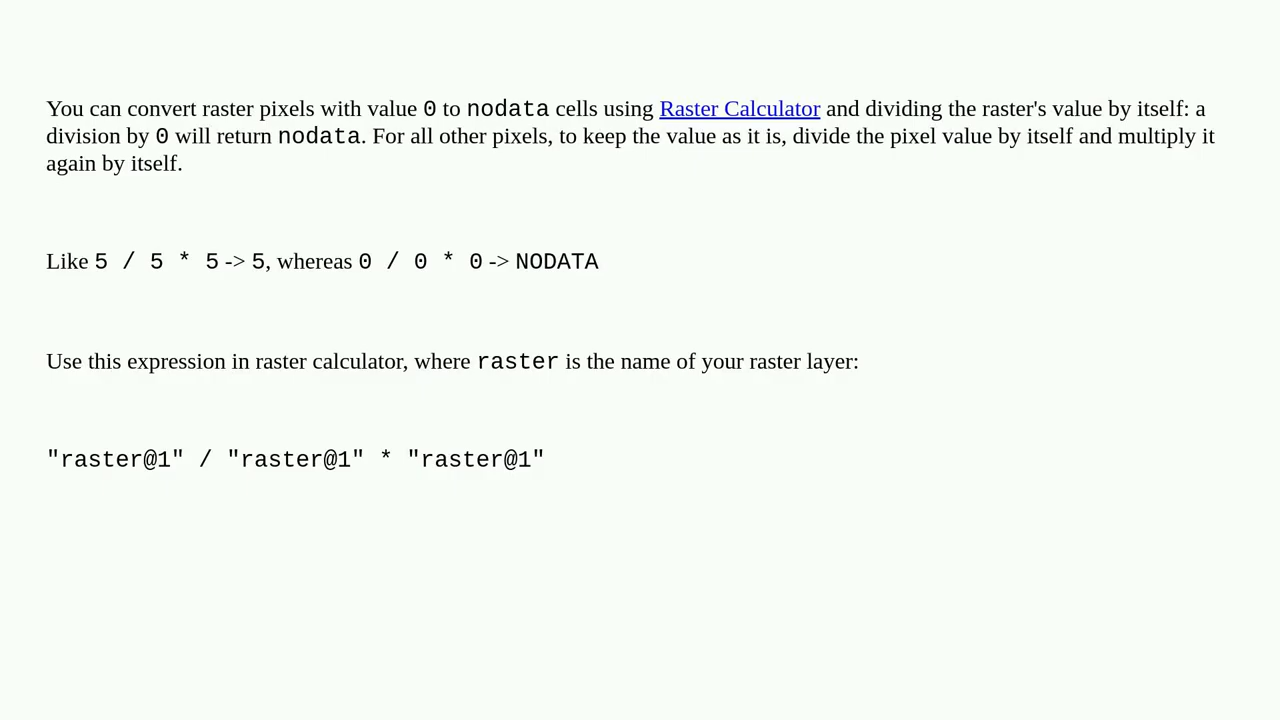 You can convert raster pixels with value 0 to nodata cells using Raster Calculator and dividing the raster's value by itself: a
division by 0 will return nodata. For all other pixels, to keep the value as it is, divide the pixel value by itself and multiply it
again by itself.
Like 5 / 5 * 5 -> 5, whereas 0 / 0 * 0 -> NODATA
Use this expression in raster calculator, where raster is the name of your raster layer:
"raster@1" / "raster@1" * "raster@1"